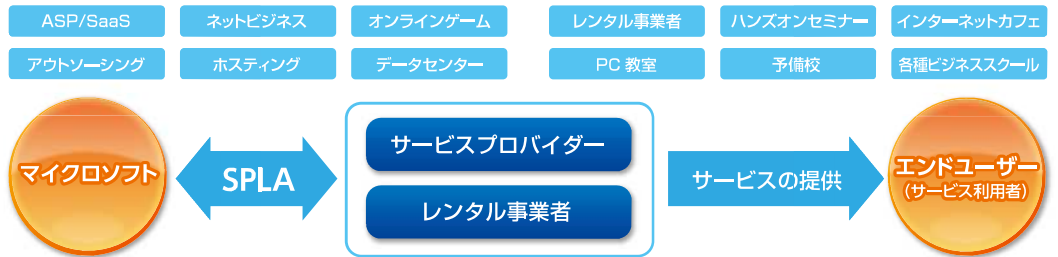 ASP/SaaS
ネットビジネス
オンラインゲーム
レンタル事業者
ハンズオンセミナー
インターネットカフェ
アウトソーシング
ホスティング
データセンター
PC 教室
予備校
各種ビジネススクール
マイクロソフト
SPLA
サービスプロバイダー
レンタル事業者
サービスの提供
エンドユーザー
(サービス利用者)